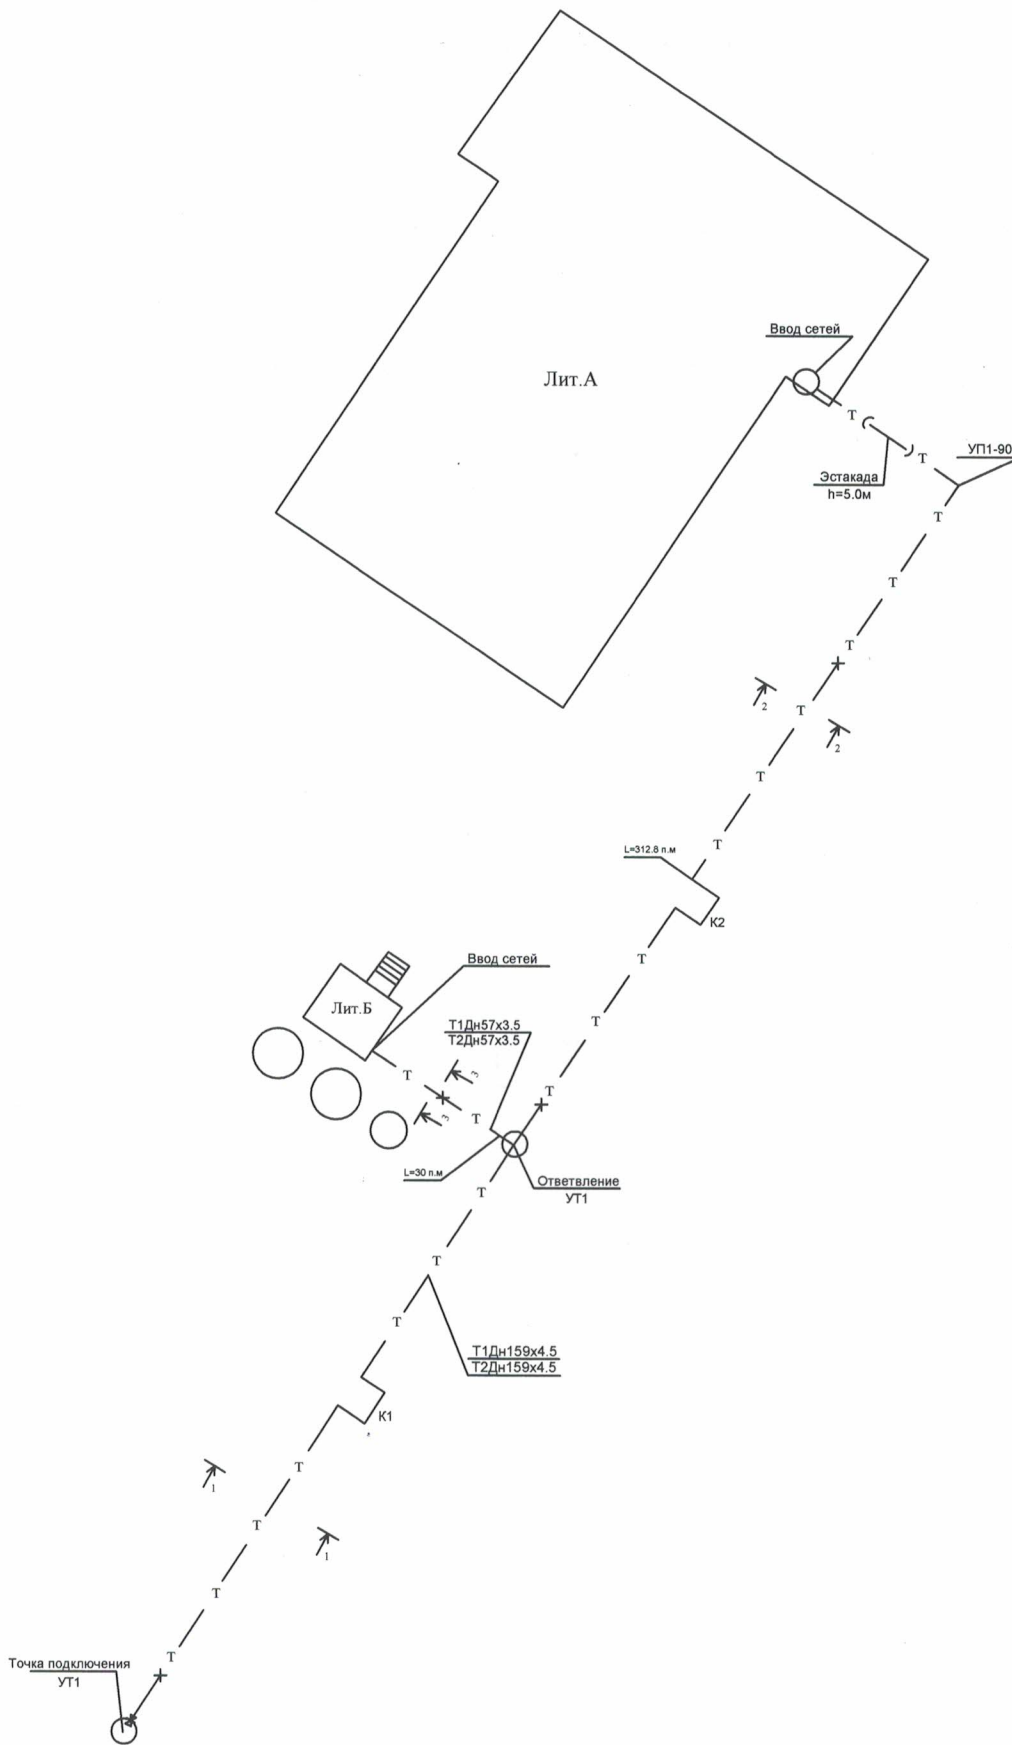 Ввод сетей
Лит.А
Т
УП1-90
Т
Эстакада
h=5.0м
Т
Т
Т
2
Т
2
Т
Т
L=312.8 п.м
К2
Т
Ввод сетей
Лит.Б
Т
Т1Дн57х3.5
Т2Дн57х3.5
Т
3
Т
3
Т
L=30 п.м
Ответвление
УТ1
Т
Т
Т
Т1Дн159х4.5
Т2Дн159х4.5
К1
Т
1
Т
1
Т
Т
Точка подключения
УТ1